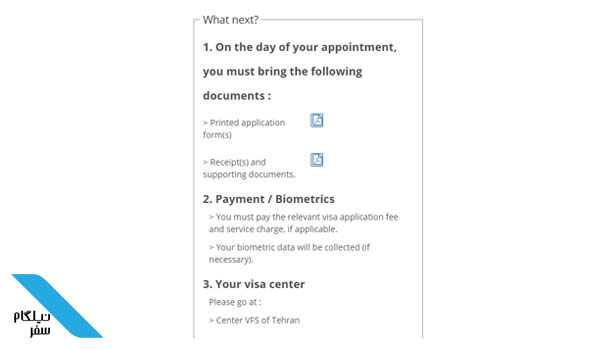 What next?
1. On the day of your appointment,
you must bring the following
documents :
> Printed application
form(s)
> Receipt(s) and
supporting documents.
2. Payment / Biometrics
> You must pay the relevant visa application fee
and service charge, if applicable.
> Your biometric data will be collected (if
necessary).
3. Your visa center
Please go at :
> Center VFS of Tehran
نیلگام
سفر